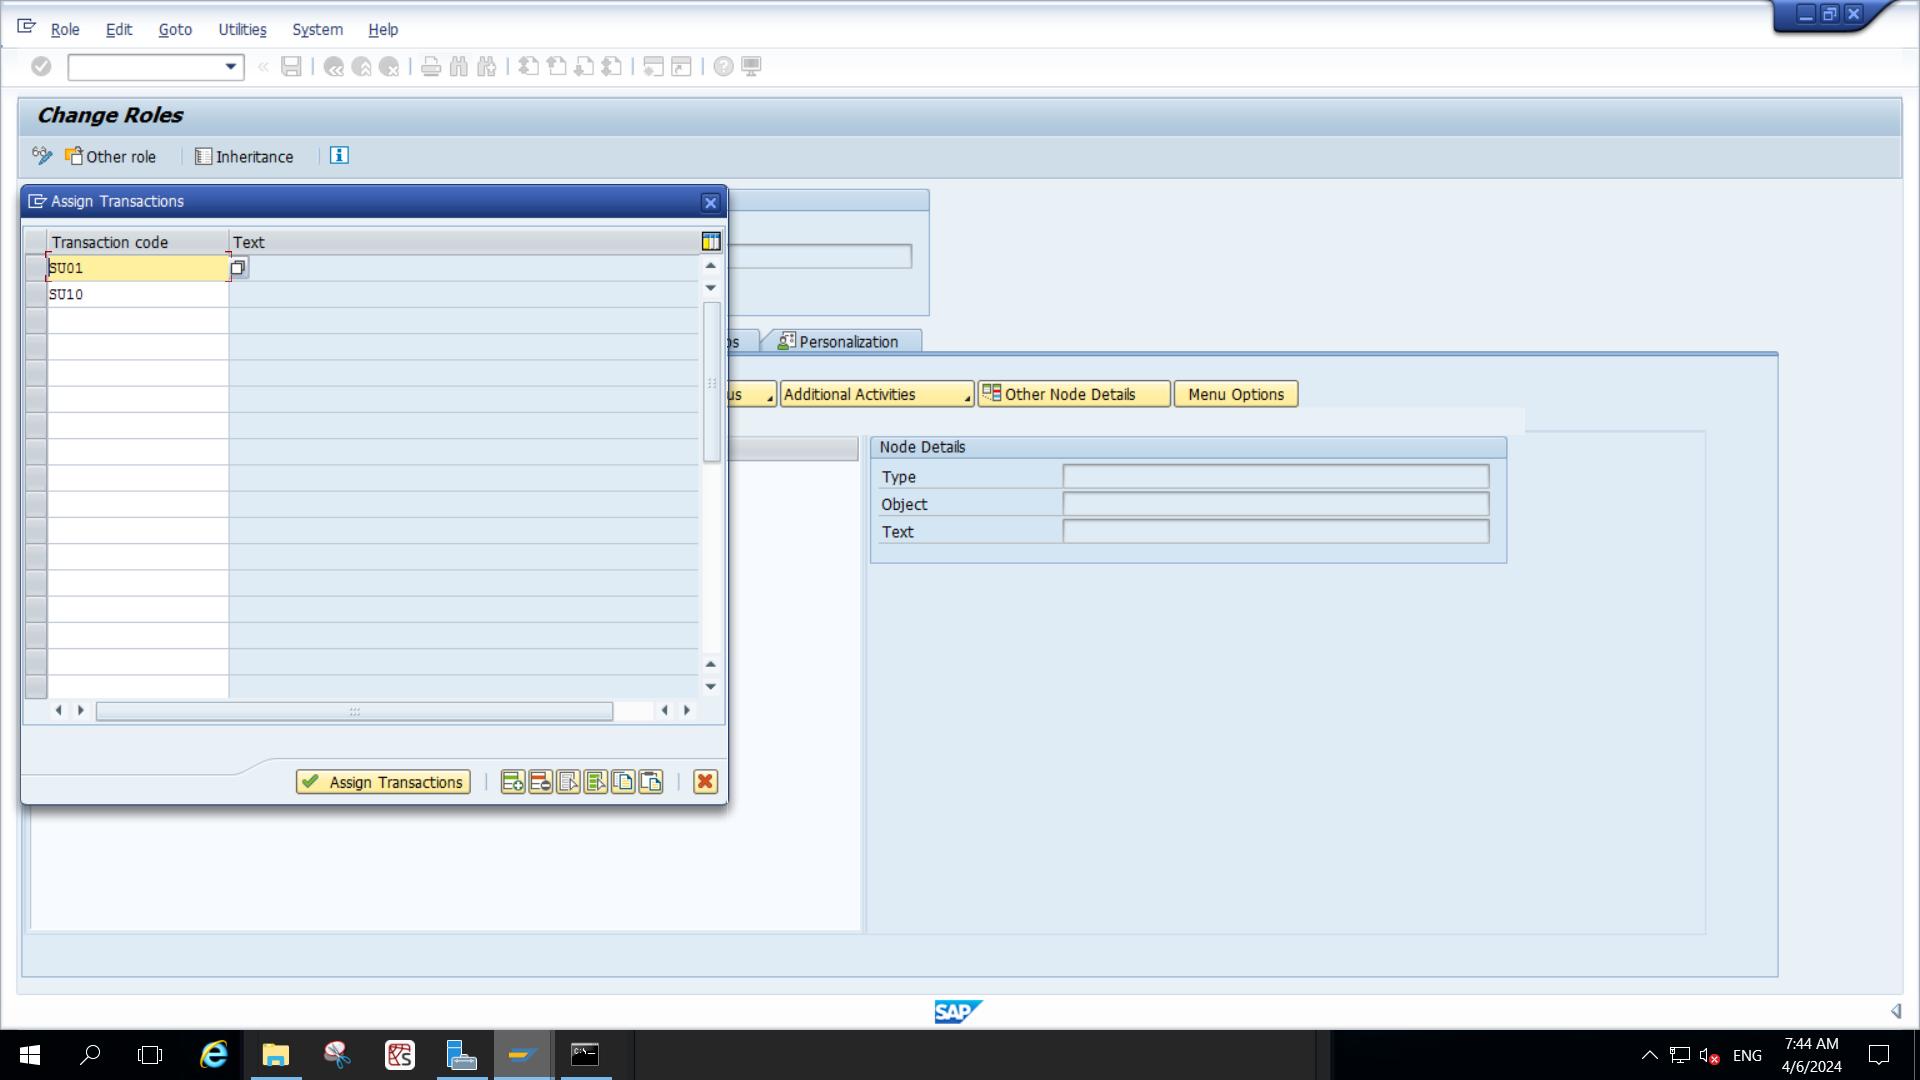 Role Edit Goto Utilities System Help
Change Roles
Other role Inheritance
Assign Transactions
Transaction code Text
SU01
SU10
Personalization
Additional Activities Other Node Details Menu Options
Node Details
Type
Object
Text
Assign Transactions
SAP
ENG
7:44 AM
4/6/2024